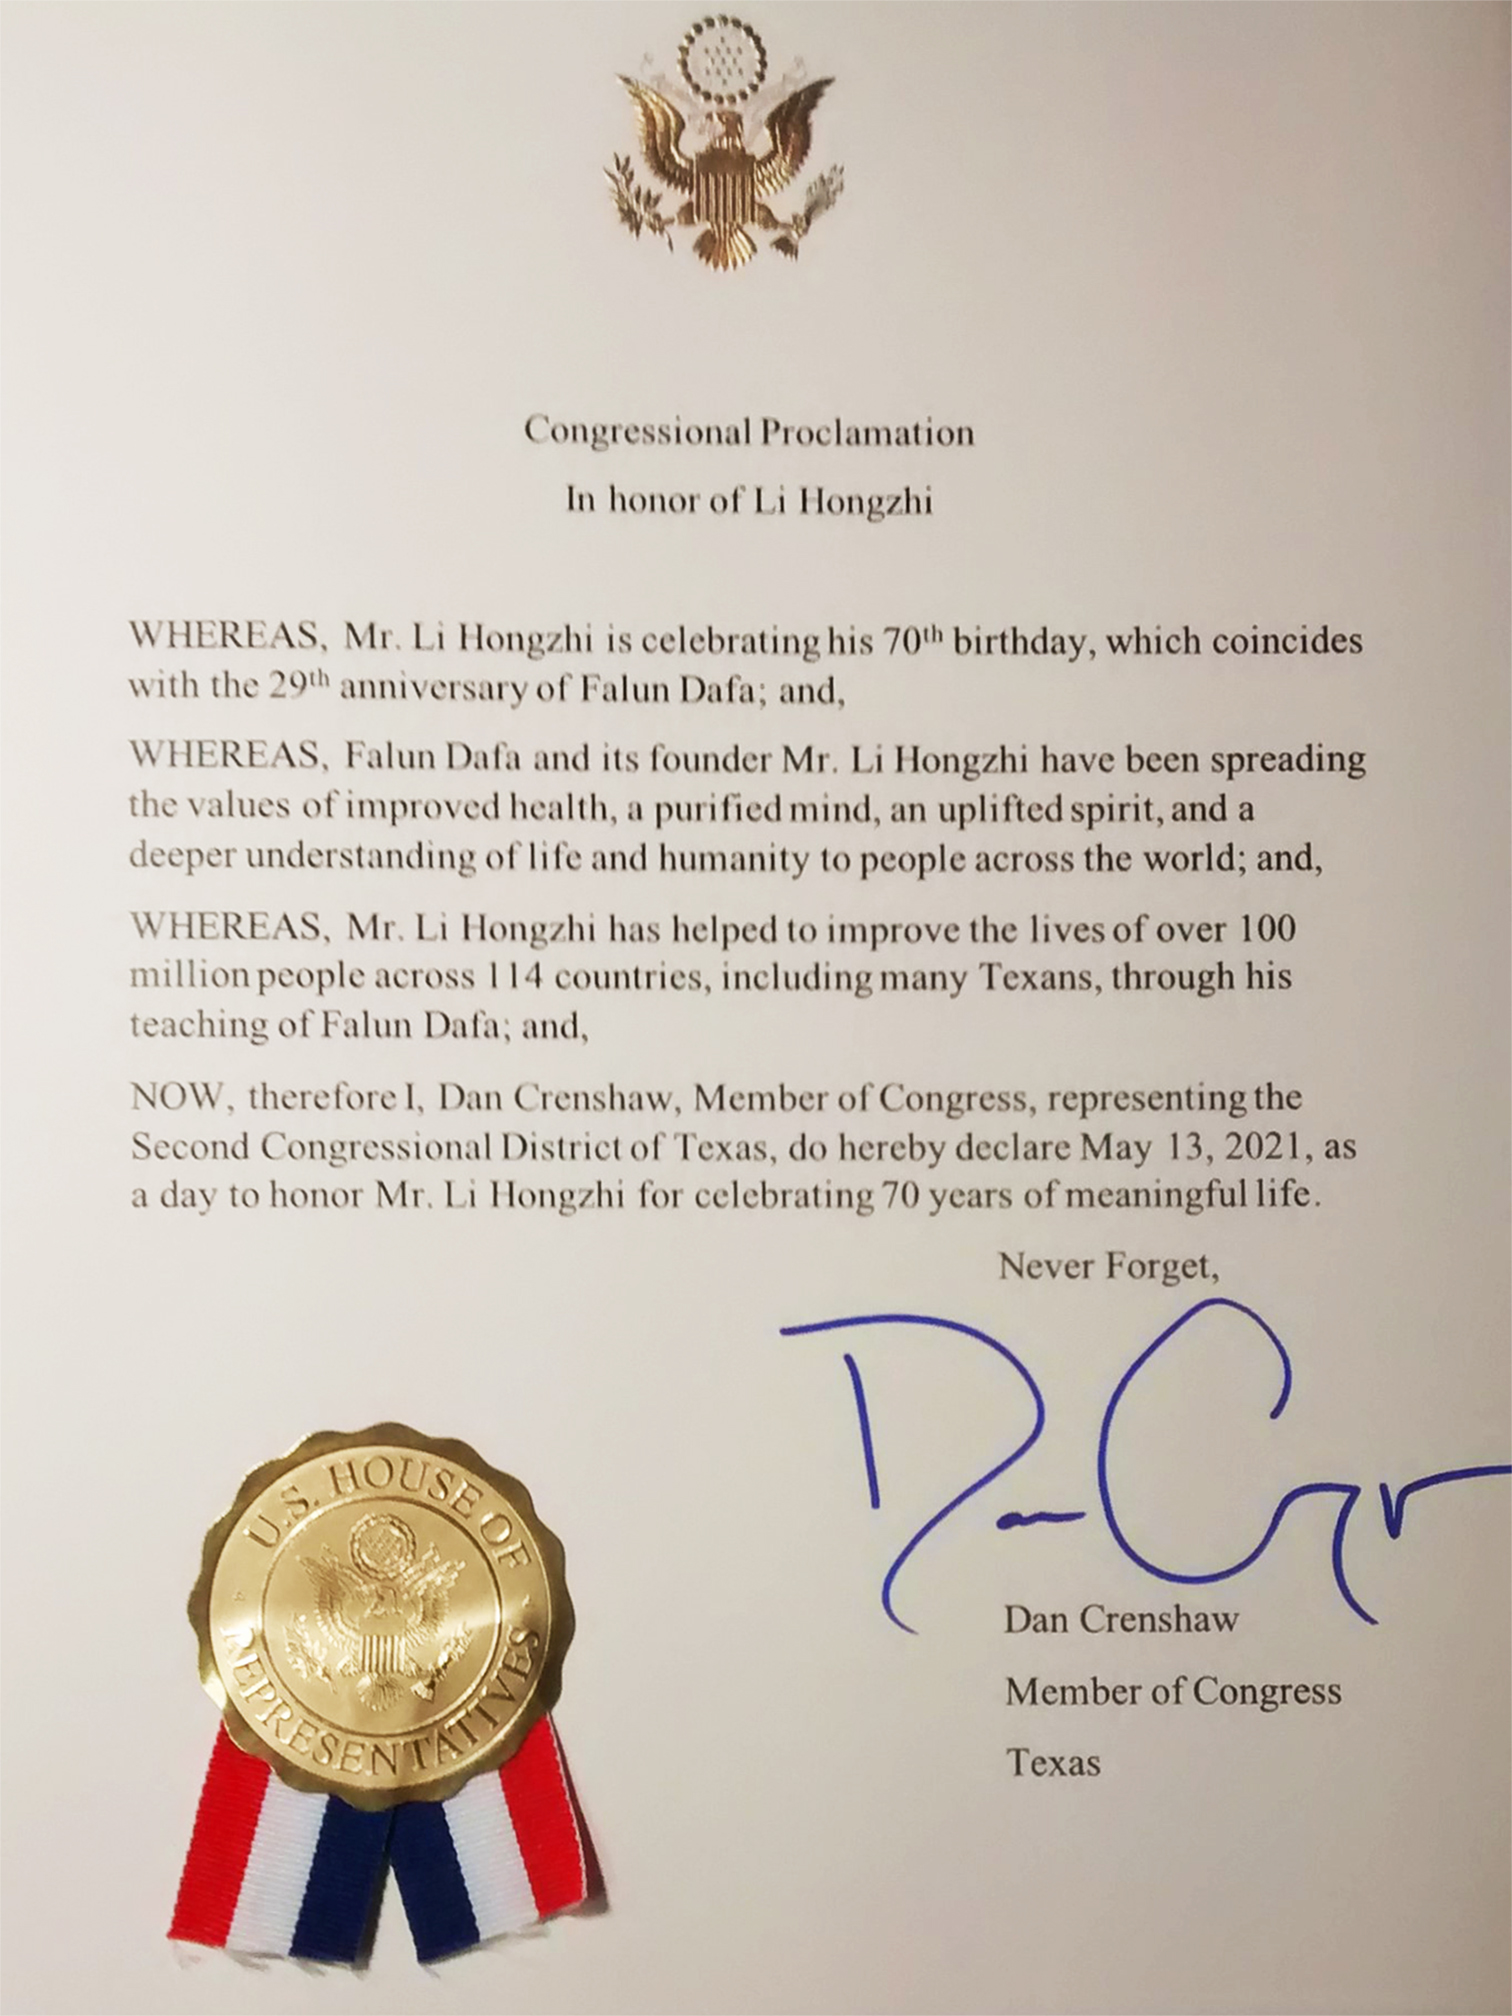 Congressional Proclamation
In honor of Li Hongzhi
WHEREAS, Mr. Li Hongzhi is celebrating his 70th birthday, which coincides
with the 29th anniversary of Falun Dafa; and,
WHEREAS, Falun Dafa and its founder Mr. Li Hongzhi have been spreading
the values of improved health, a purified mind, an uplifted spirit, and a
deeper understanding of life and humanity to people across the world; and,
WHEREAS, Mr. Li Hongzhi has helped to improve the lives of over 100
million people across 114 countries, including many Texans, through his
teaching of Falun Dafa; and,
NOW, therefore I, Dan Crenshaw, Member of Congress, representing the
Second Congressional District of Texas, do hereby declare May 13, 2021, as
a day to honor Mr. Li Hongzhi for celebrating 70 years of meaningful life.
Never Forget,
Dan Crenshaw
Member of Congress
Texas
U.S. HOUSE OF
REPRESENTATIVES